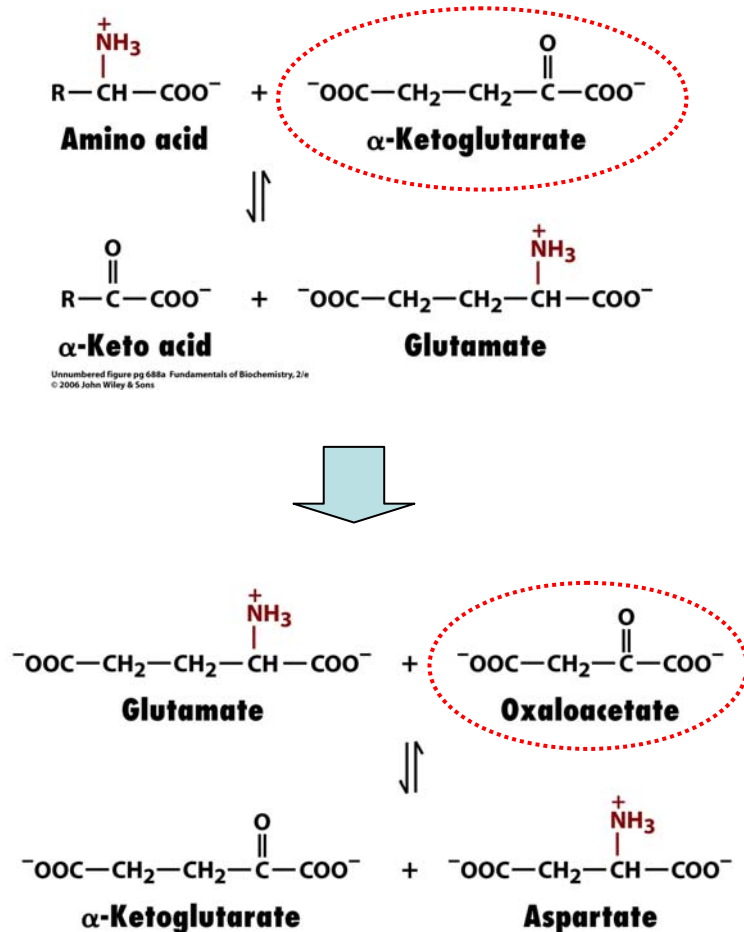 +
NH₃
O
R—CH—COO⁻ + ⁻OOC—CH₂—CH₂—C—COO⁻
Amino acid α-Ketoglutarate
O
+
NH₃
R—C—COO⁻ + ⁻OOC—CH₂—CH₂—CH—COO⁻
α-Keto acid Glutamate
Unnumbered figure pg 688a Fundamentals of Biochemistry, 2/e
© 2006 John Wiley & Sons
+
NH₃
O
⁻OOC—CH₂—CH₂—CH—COO⁻ + ⁻OOC—CH₂—C—COO⁻
Glutamate Oxaloacetate
O
+
NH₃
⁻OOC—CH₂—CH₂—C—COO⁻ + ⁻OOC—CH₂—CH—COO⁻
α-Ketoglutarate Aspartate